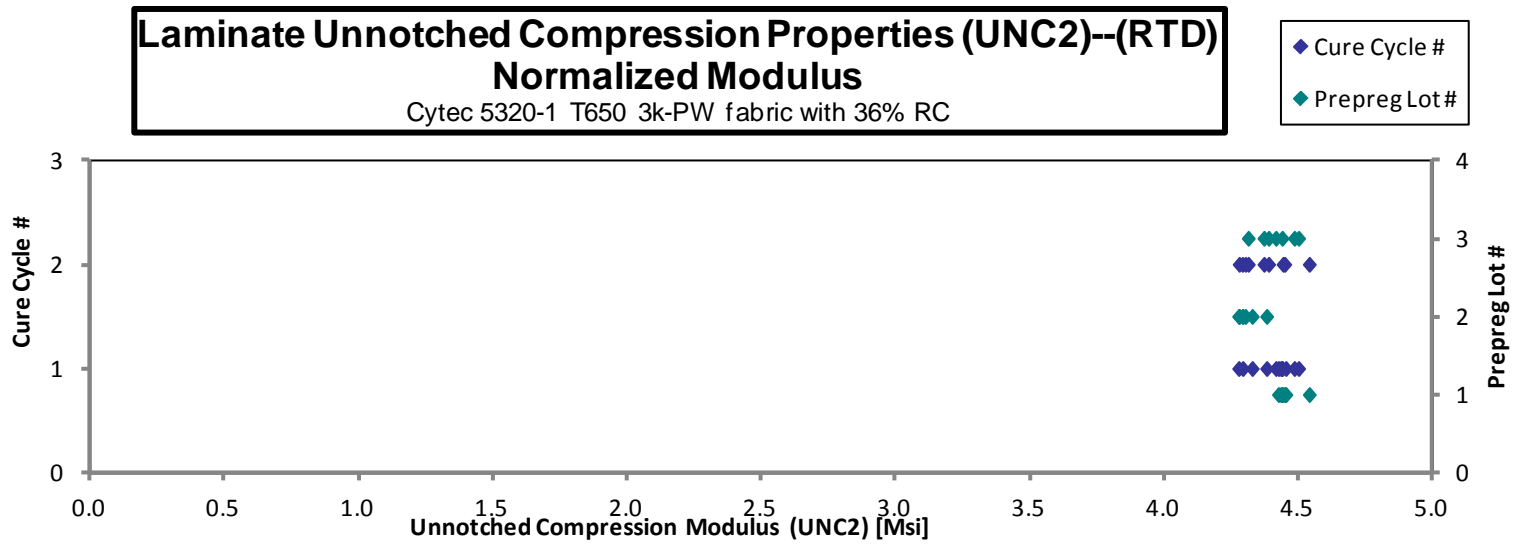 Laminate Unnotched Compression Properties (UNC2)--(RTD)
Normalized Modulus
Cytec 5320-1 T650 3k-PW fabric with 36% RC
Cure Cycle #
Prepreg Lot #
3
2
1
0
Cure Cycle #
4
3
2
1
0
Prepreg Lot #
0.0 0.5 1.0 1.5 2.0 2.5 3.0 3.5 4.0 4.5 5.0
Unnotched Compression Modulus (UNC2) [Msi]